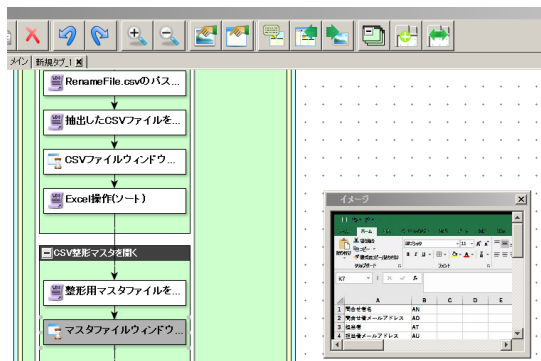 メイン 新規タブ_1
RenameFile.csvのパス...
抽出したCSVファイルを...
CSVファイルウィンドウ...
Excel操作(ソート)
CSV整形マスタを開く
整形用マスタファイルを...
マスタファイルウィンドウ...
イメージ
ホーム
K7
A B C D E
1 問合せ者名 AN
2 問合せ者メールアドレス AO
3 担当者 AT
4 担当者メールアドレス AU